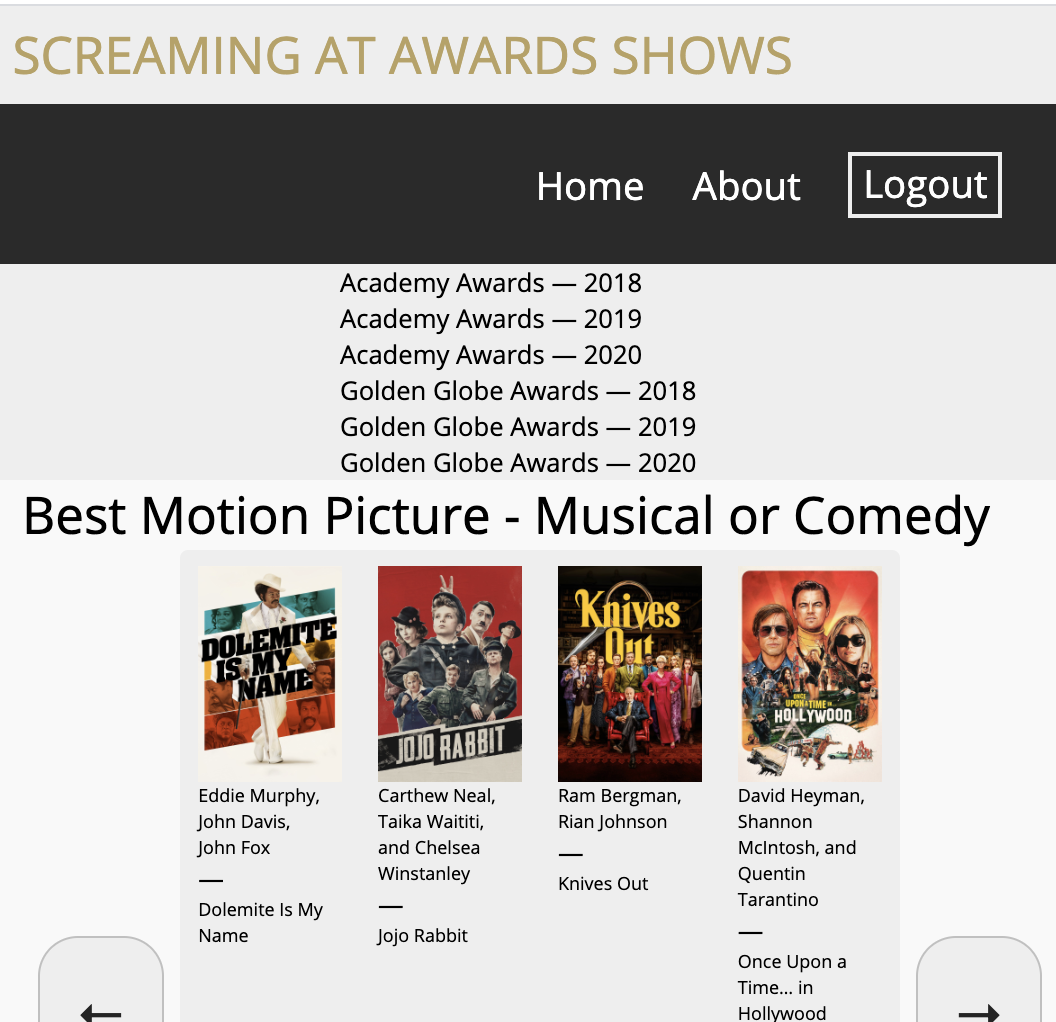 SCREAMING AT AWARDS SHOWS
Home About Logout
Academy Awards — 2018
Academy Awards — 2019
Academy Awards — 2020
Golden Globe Awards — 2018
Golden Globe Awards — 2019
Golden Globe Awards — 2020
Best Motion Picture - Musical or Comedy
DOLEMITE
IS MY
NAME
JOJO RABBIT
Knives
Out
ONCE
UPON A TIME IN
HOLLYWOOD
Eddie Murphy,
John Davis,
John Fox
—
Dolemite Is My
Name
Carthew Neal,
Taika Waititi,
and Chelsea
Winstanley
—
Jojo Rabbit
Ram Bergman,
Rian Johnson
—
Knives Out
David Heyman,
Shannon
McIntosh, and
Quentin
Tarantino
—
Once Upon a
Time... in
Hollywood
← →